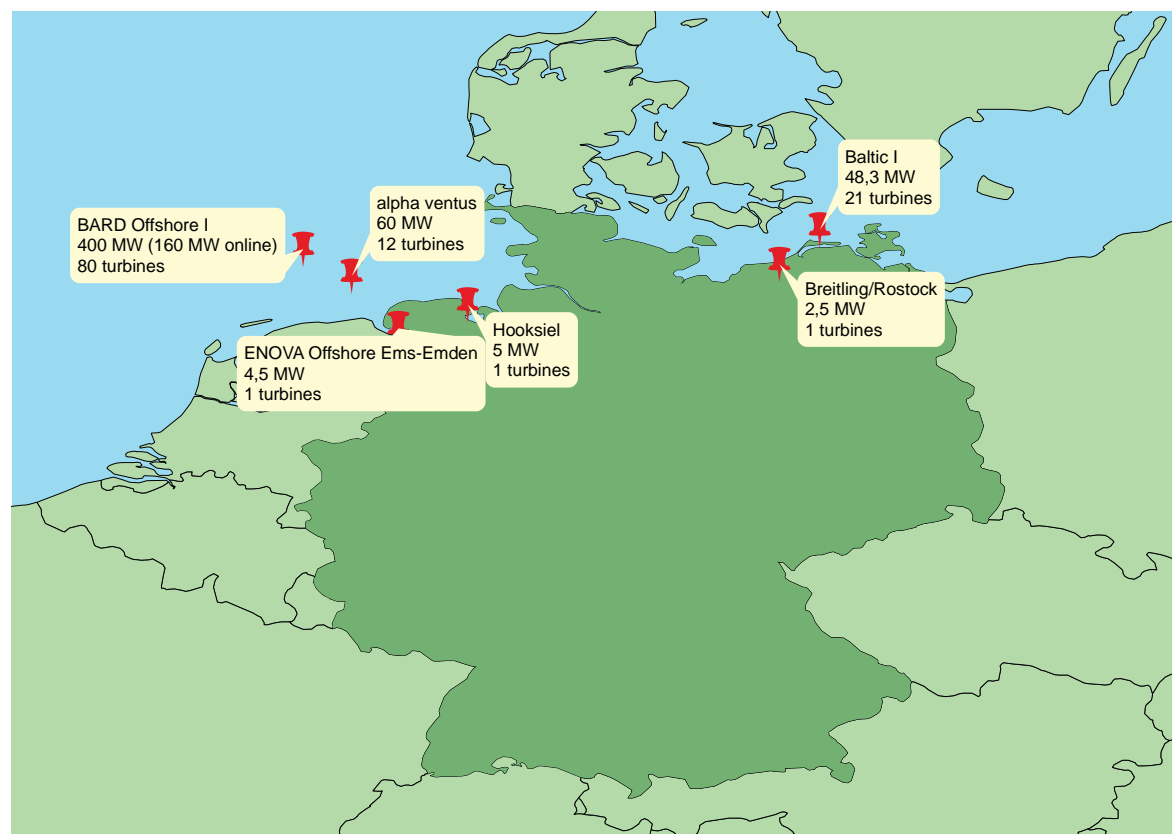 BARD Offshore I
400 MW (160 MW online)
80 turbines
alpha ventus
60 MW
12 turbines
ENOVA Offshore Ems-Emden
4,5 MW
1 turbines
Hooksiel
5 MW
1 turbines
Baltic I
48,3 MW
21 turbines
Breitling/Rostock
2,5 MW
1 turbines